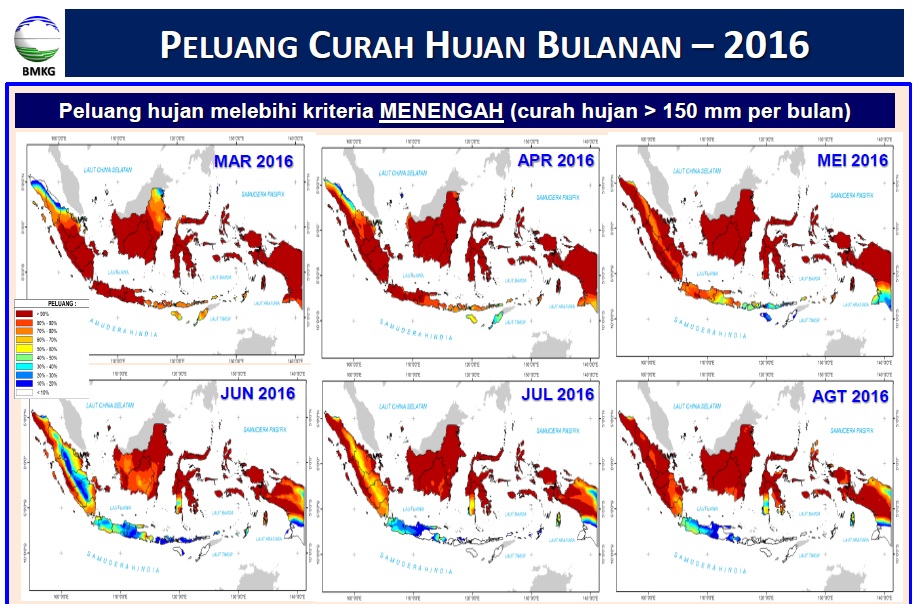 BMKG
PELUANG CURAH HUJAN BULANAN – 2016
Peluang hujan melebihi kriteria MENENGAH (curah hujan > 150 mm per bulan)
MAR 2016
LAUT CHINA SELATAN
SAMUDERA PASIFIK
LAUT JAWA
LAUT BANDA
LAUT ARAFURA
LAUT TIMOR
AMUDERA HINDIA
APR 2016
LAUT CHINA SELATAN
SAMUDERA PASIFIK
LAUT JAWA
LAUT BANDA
LAUT ARAFURA
LAUT TIMOR
SAMUDERA HINDIA
MEI 2016
LAUT CHINA SELATAN
SAMUDERA PASIFIK
LAUT JAWA
LAUT BANDA
LAUT ARAFURA
LAUT TIMOR
SAMUDERA HINDIA
PELUANG :
80% - 90%
70% - 80%
60% - 70%
50% - 60%
40% - 50%
30% - 40%
20% - 30%
10% - 20%
< 10%
JUN 2016
LAUT CHINA SELATAN
SAMUDERA PASIFIK
LAUT JAWA
LAUT BANDA
LAUT ARAFURA
LAUT TIMOR
SAMUDERA HINDIA
JUL 2016
LAUT CHINA SELATAN
SAMUDERA PASIFIK
LAUT JAWA
LAUT BANDA
LAUT ARAFURA
LAUT TIMOR
SAMUDERA HINDIA
AGT 2016
LAUT CHINA SELATAN
SAMUDERA PASIFIK
LAUT JAWA
LAUT BANDA
LAUT ARAFURA
LAUT TIMOR
SAMUDERA HINDIA